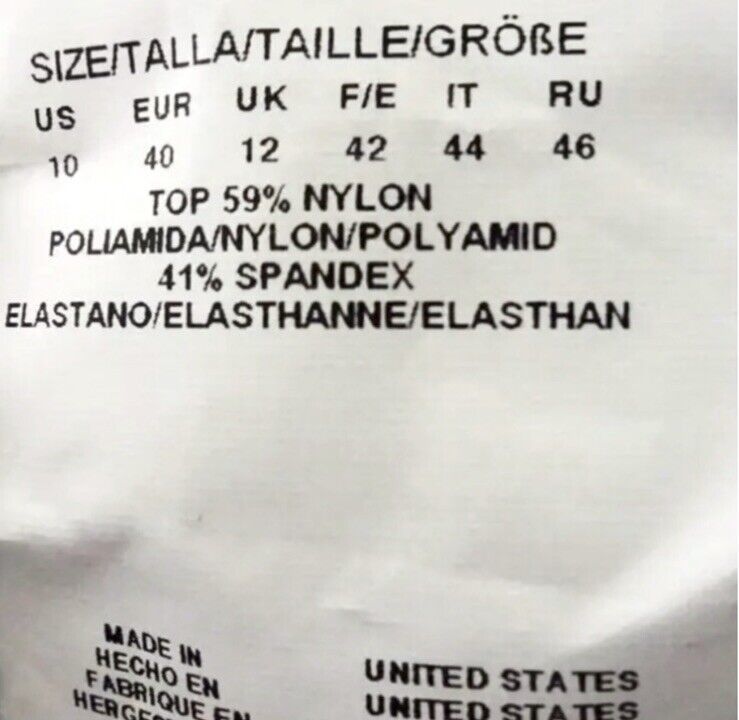 SIZE/TALLA/TAILLE/GRÖßE
US EUR UK F/E IT RU
10 40 12 42 44 46
TOP 59% NYLON
POLIAMIDA/NYLON/POLYAMID
41% SPANDEX
ELASTANO/ELASTHANNE/ELASTHAN
MADE IN UNITED STATES
HECHO EN UNITED STATES
FABRIQUE EN